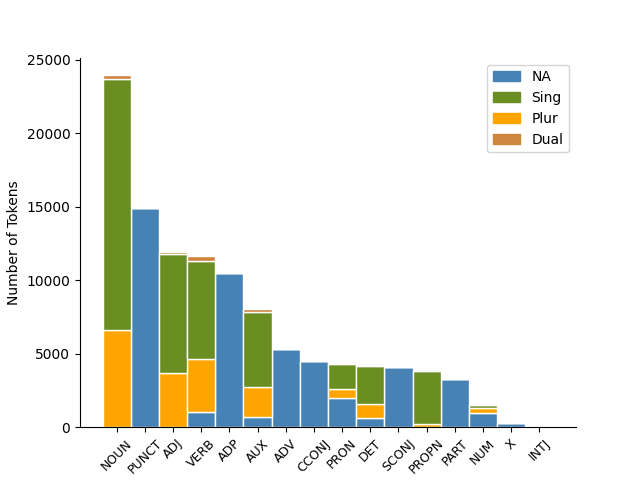 25000
20000
15000
10000
5000
0
Number of Tokens
NA
Sing
Plur
Dual
NOUN
PUNCT
ADJ
VERB
ADP
AUX
ADV
CCONJ
PRON
DET
SCONJ
PROPN
PART
NUM
X
INTJ